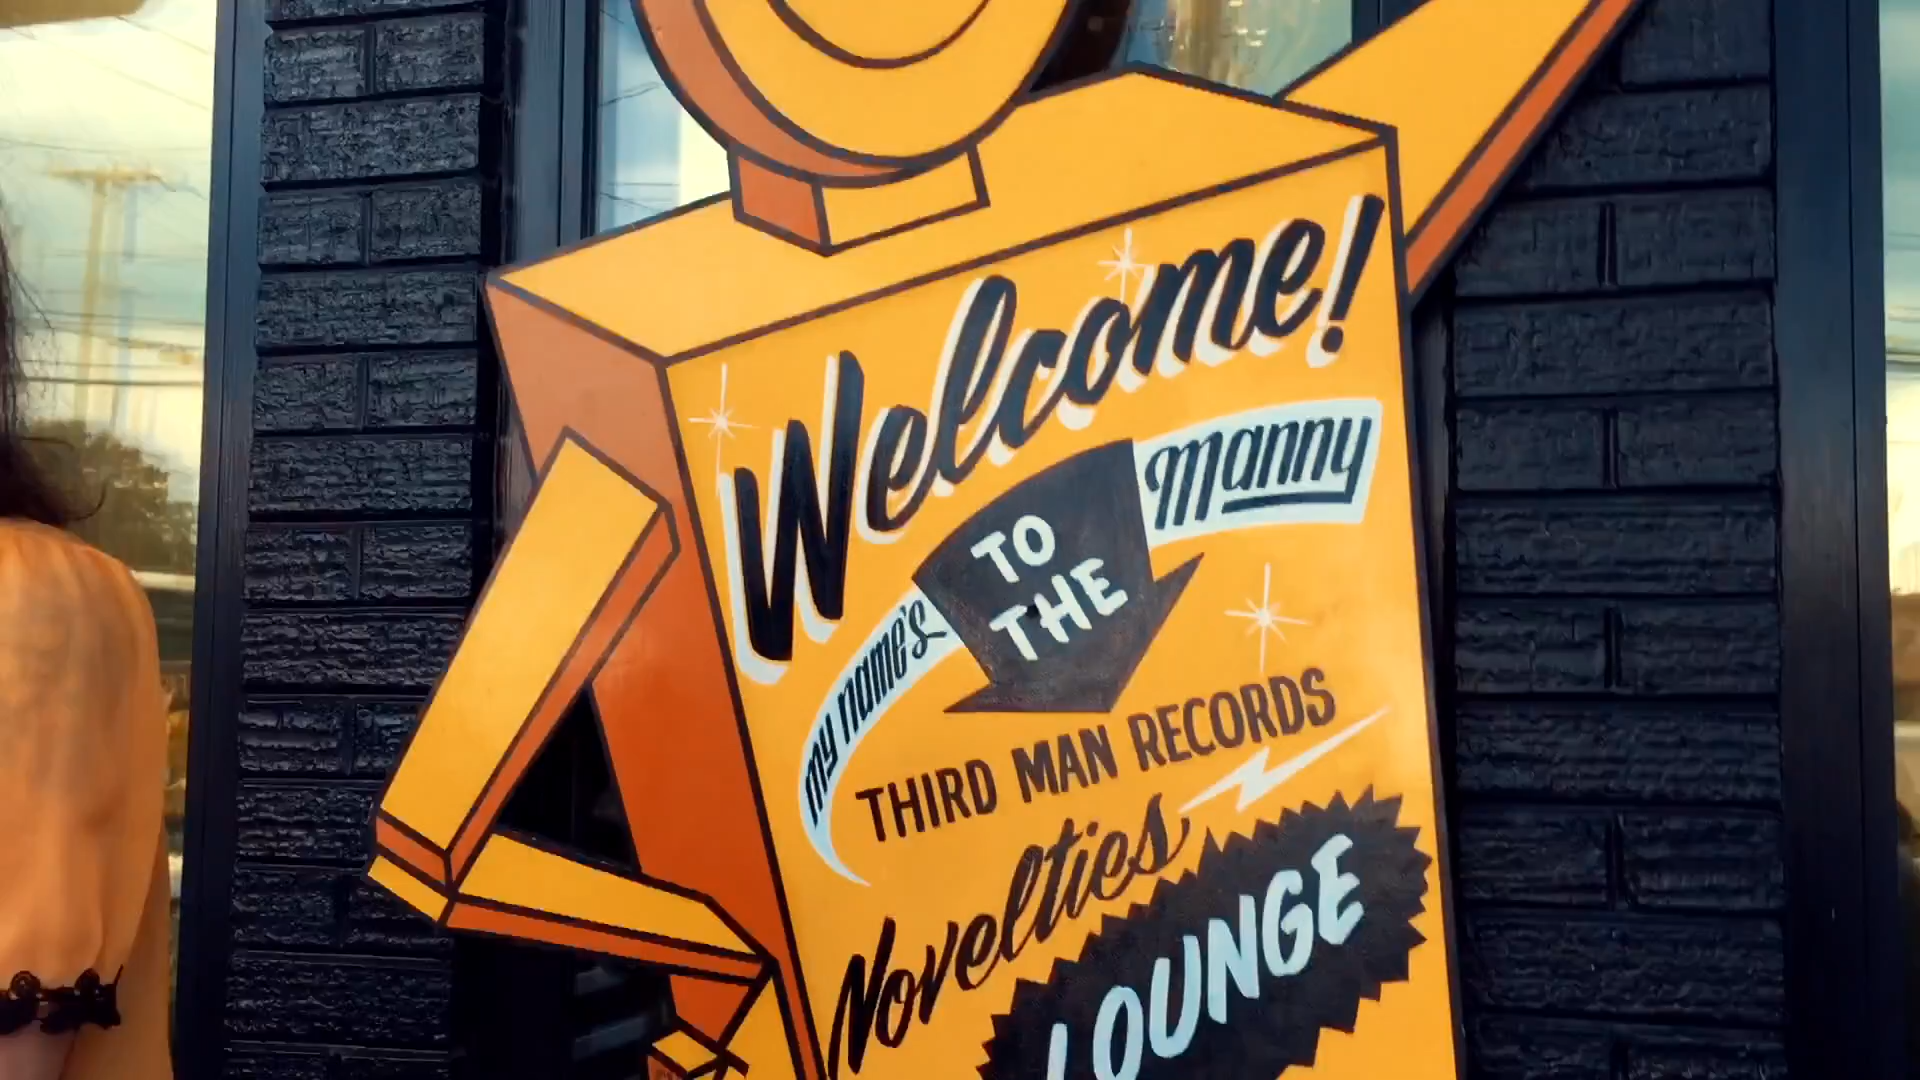 Welcome!
my name's
TO
THE
Manny
THIRD MAN RECORDS
Novelties
LOUNGE